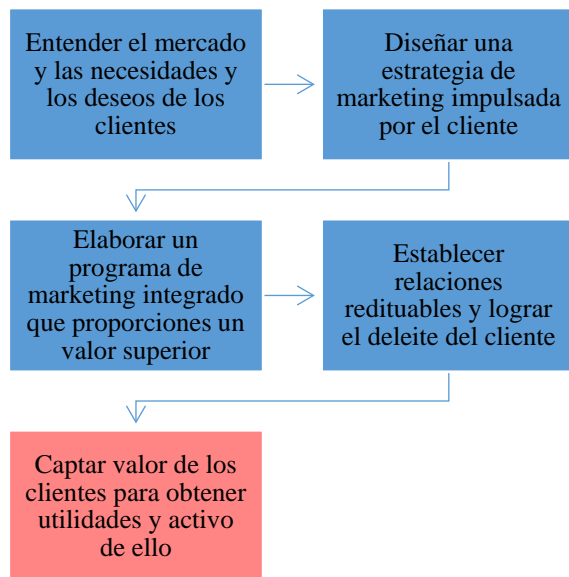 Entender el mercado
y las necesidades y
los deseos de los
clientes
Diseñar una
estrategia de
marketing impulsada
por el cliente
Elaborar un
programa de
marketing integrado
que proporciones un
valor superior
Establecer
relaciones
redituables y lograr
el deleite del cliente
Captar valor de los
clientes para obtener
utilidades y activo
de ello